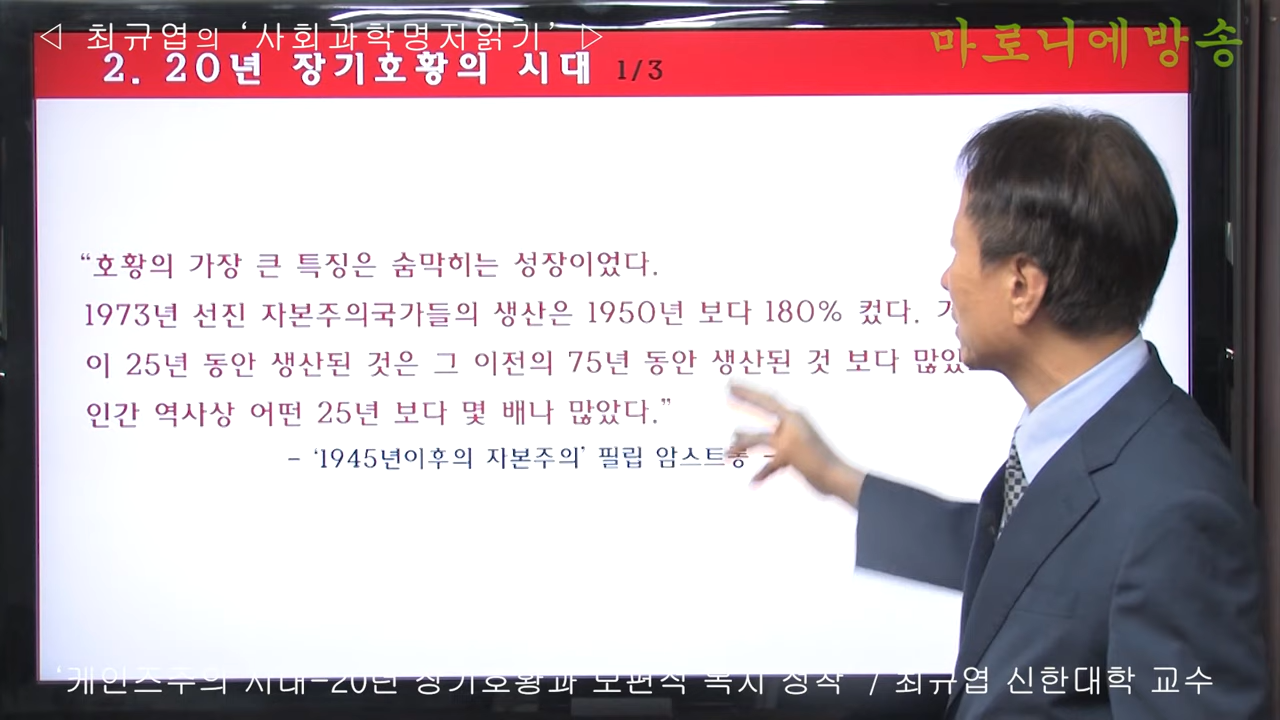 ◁ 최규엽의 '사회과학명저읽기' ▷
마로니에방송
2. 20년 장기호황의 시대 1/3
“호황의 가장 큰 특징은 숨막히는 성장이었다.
1973년 선진 자본주의국가들의 생산은 1950년 보다 180% 컸다.
이 25년 동안 생산된 것은 그 이전의 75년 동안 생산된 것 보다
인간 역사상 어떤 25년 보다 몇 배나 많았다.”
- '1945년이후의 자본주의' 필립 암스트롱 -
'케인즈주의 시대-20년 장기호황과 보편적 복지 정착' / 최규엽 신한대학 교수